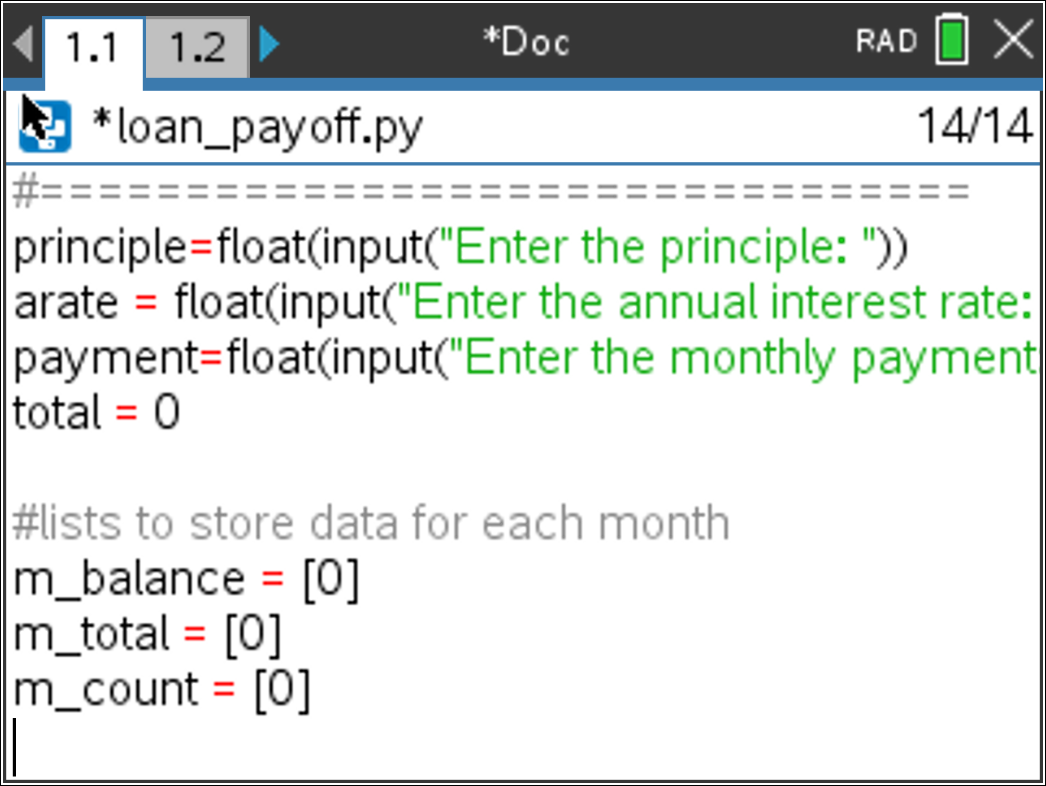 1.1 1.2 *Doc RAD
*loan_payoff.py 14/14
#================================
principle=float(input("Enter the principle: "))
arate = float(input("Enter the annual interest rate:
payment=float(input("Enter the monthly payment
total = 0
#lists to store data for each month
m_balance = [0]
m_total = [0]
m_count = [0]